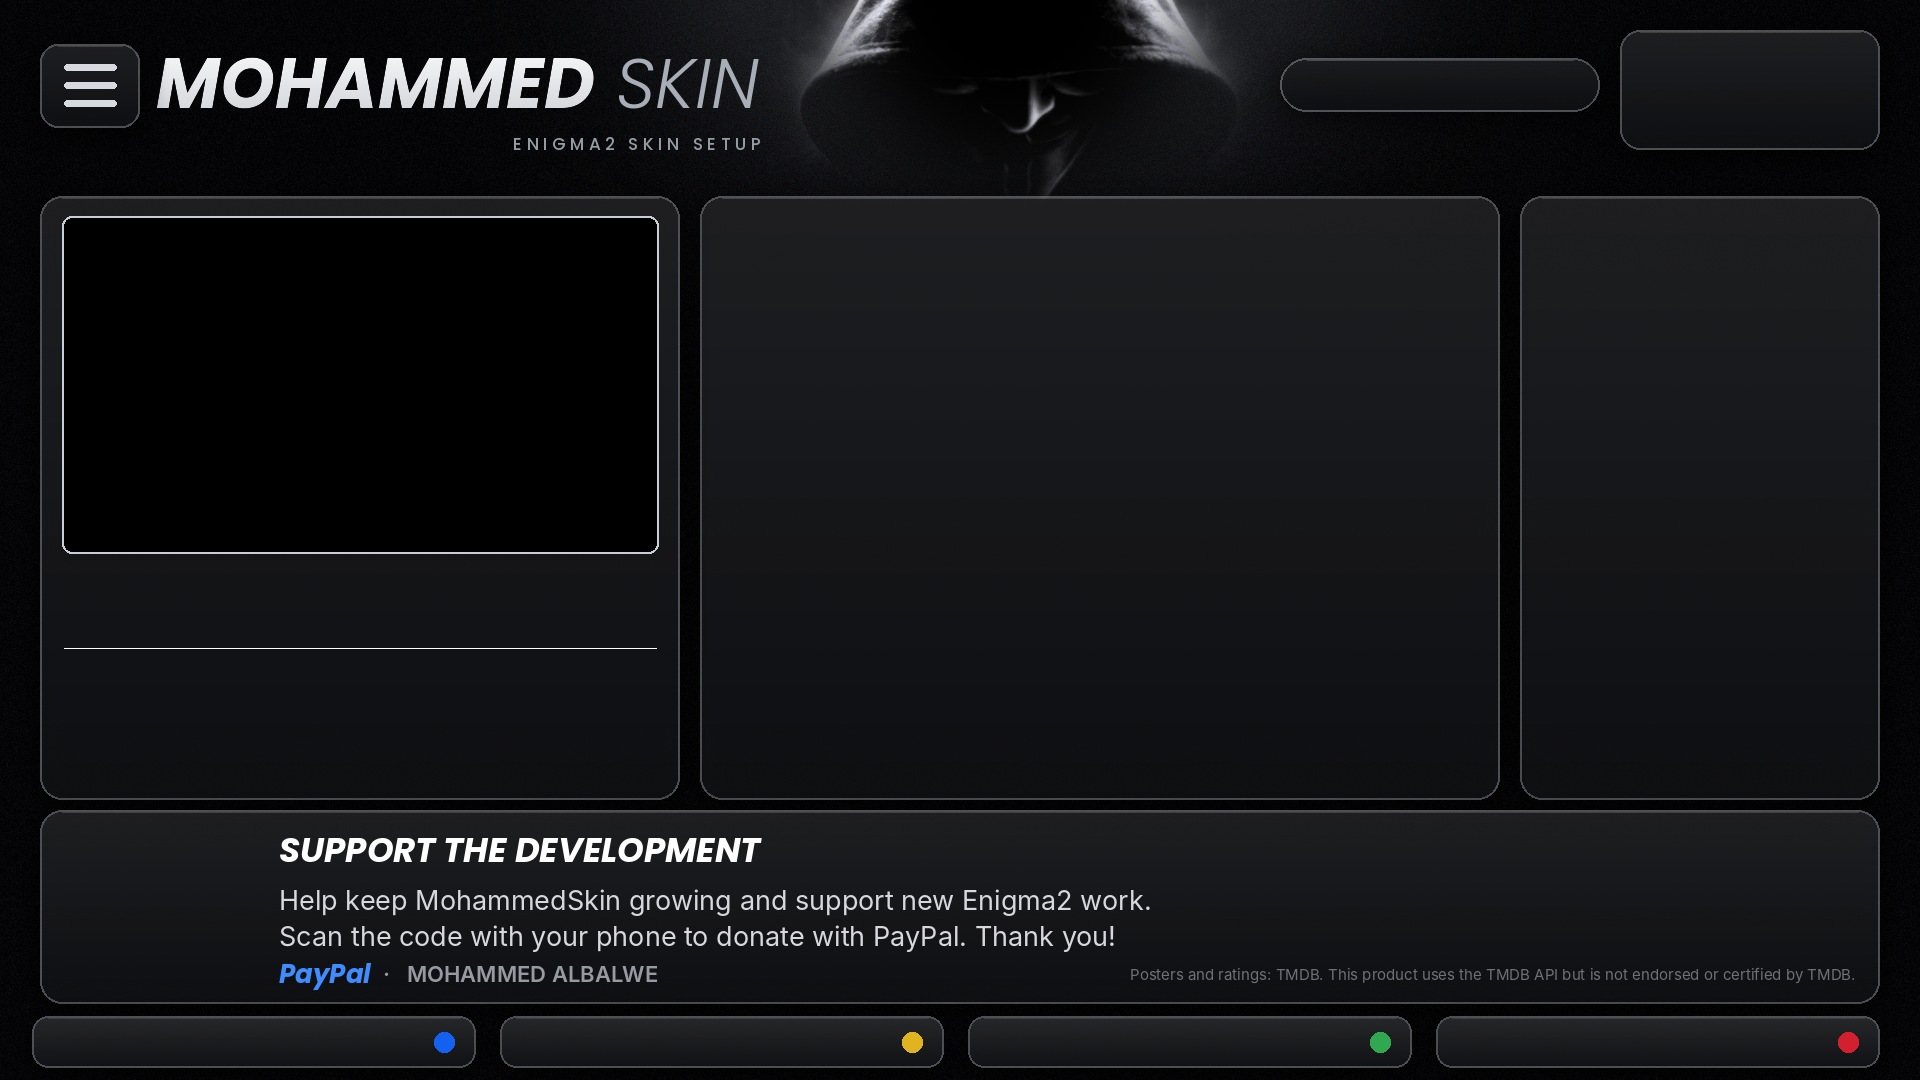 MOHAMMED SKIN
ENIGMA2 SKIN SETUP
SUPPORT THE DEVELOPMENT
Help keep MohammedSkin growing and support new Enigma2 work.
Scan the code with your phone to donate with PayPal. Thank you!
PayPal · MOHAMMED ALBALWE
Posters and ratings: TMDB. This product uses the TMDB API but is not endorsed or certified by TMDB.